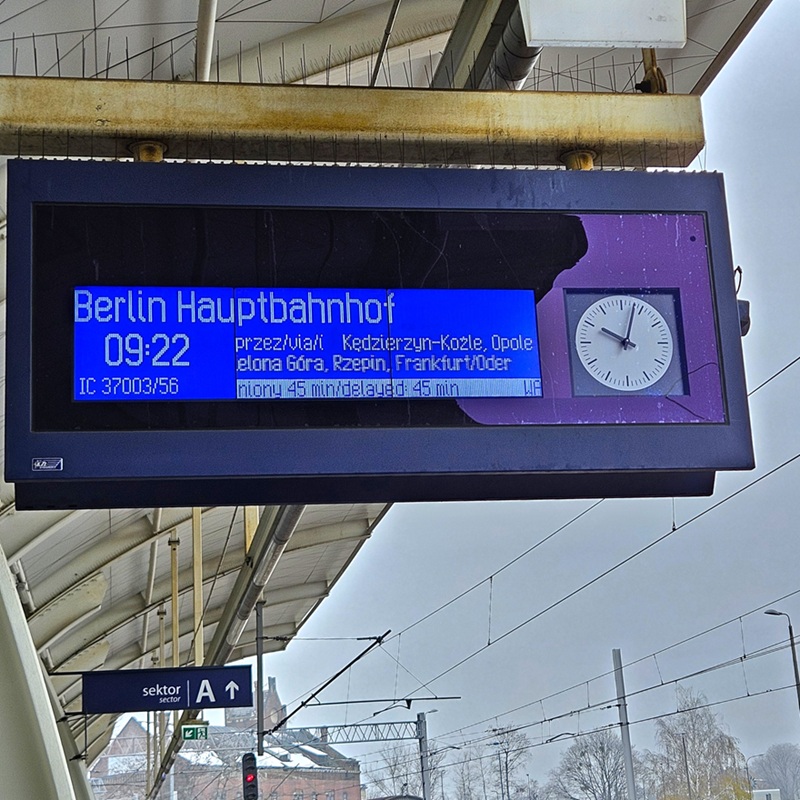 Berlin Hauptbahnhof
09:22
przez/via/i Kędzierzyn-Koźle, Opole
elona Góra, Rzepin, Frankfurt/Oder
IC 37003/56
niony 45 min/delayed: 45 min WA
sektor
sector
A ↑